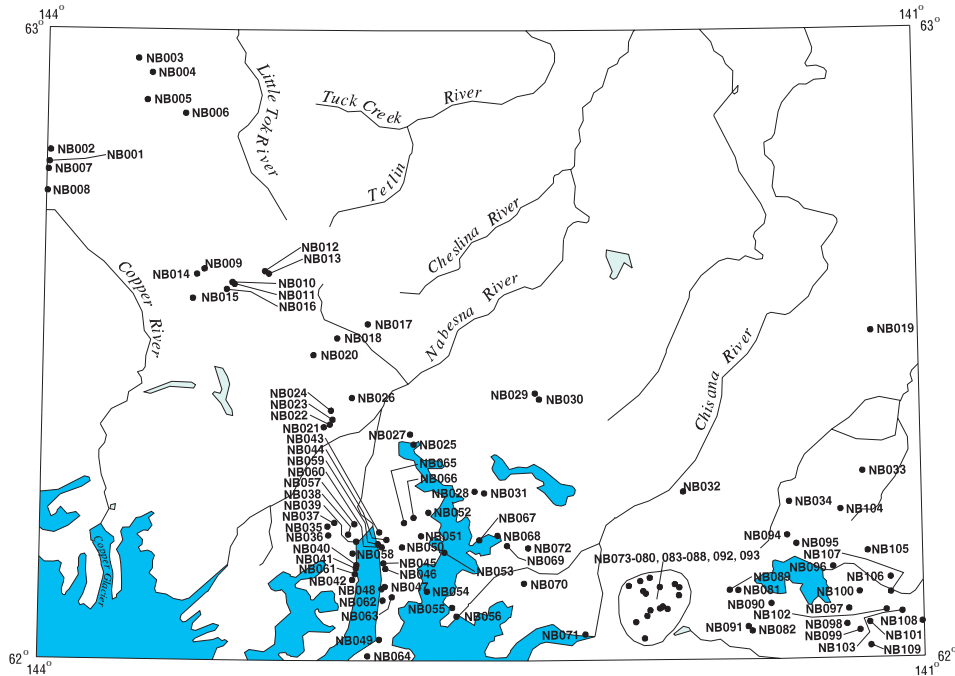 144°
141°
63°
63°
NB003
NB004
NB005
NB006
Little Tok River
Tuck Creek
River
Tetlin
NB002
NB001
NB007
NB008
Cheslina River
NB012
NB013
NB009
NB014
NB010
NB011
NB015
NB016
Copper River
Nabesna River
NB017
NB018
NB019
NB020
Chisana River
NB024
NB023
NB022
NB021
NB026
NB029
NB030
NB043
NB044
NB059
NB060
NB057
NB038
NB039
NB037
NB035
NB036
NB027
NB025
NB065
NB066
NB028
NB031
NB032
NB033
NB034
NB104
NB052
NB067
NB051
NB068
NB094
NB095
NB105
NB107
NB040
NB041
NB061
NB042
NB058
NB050
NB045
NB046
NB053
NB072
NB069
NB073-080, 083-088, 092, 093
NB096
NB106
Copper Glacier
NB048
NB062
NB063
NB047
NB054
NB070
NB089
NB081
NB100
NB090
NB055
NB056
NB102
NB097
NB108
NB091
NB082
NB098
NB099
NB101
NB071
NB103
NB109
NB049
NB064
62°
62°
144°
141°